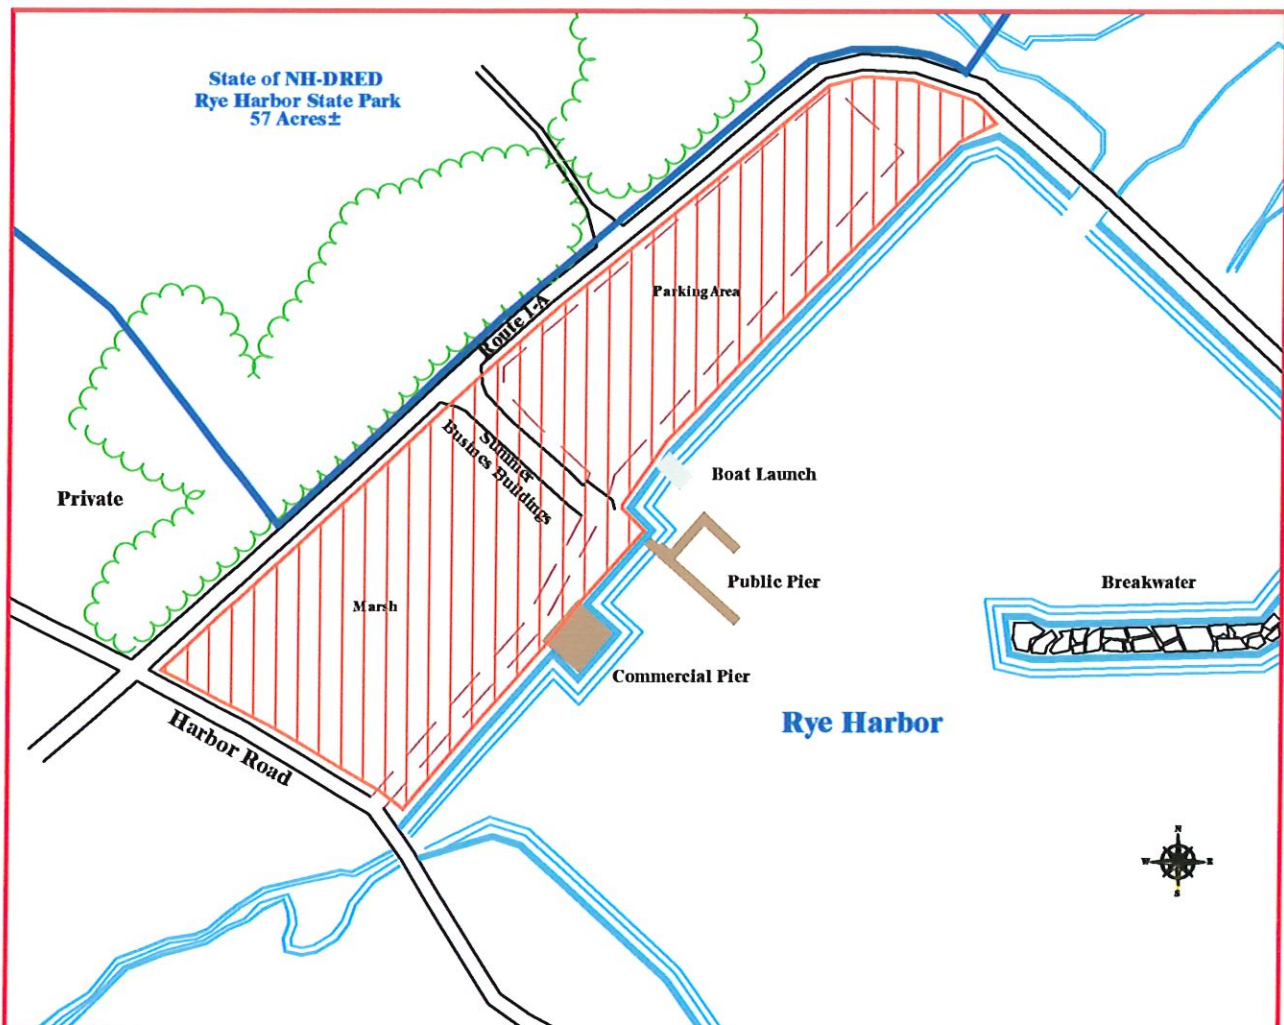 State of NH-DRED
Rye Harbor State Park
57 Acres±
Parking Area
Route 1-A
Summer
Busines Buildings
Boat Launch
Private
Public Pier
Breakwater
Marsh
Commercial Pier
Rye Harbor
Harbor Road
N
W E
S